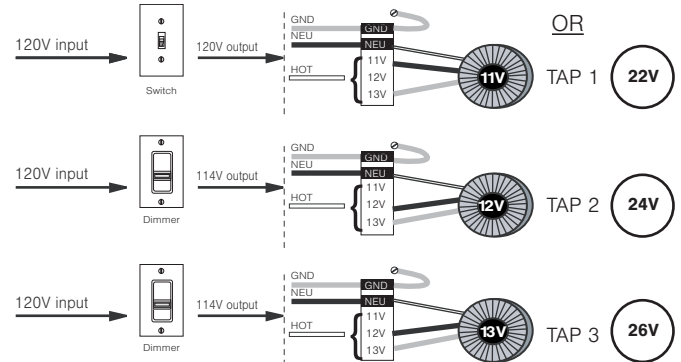 OR
120V input
Switch
120V output
GND
NEU
HOT
GND
NEU
11V
12V
13V
11V
TAP 1
22V
120V input
Dimmer
114V output
GND
NEU
HOT
GND
NEU
11V
12V
13V
12V
TAP 2
24V
120V input
Dimmer
114V output
GND
NEU
HOT
GND
NEU
11V
12V
13V
13V
TAP 3
26V